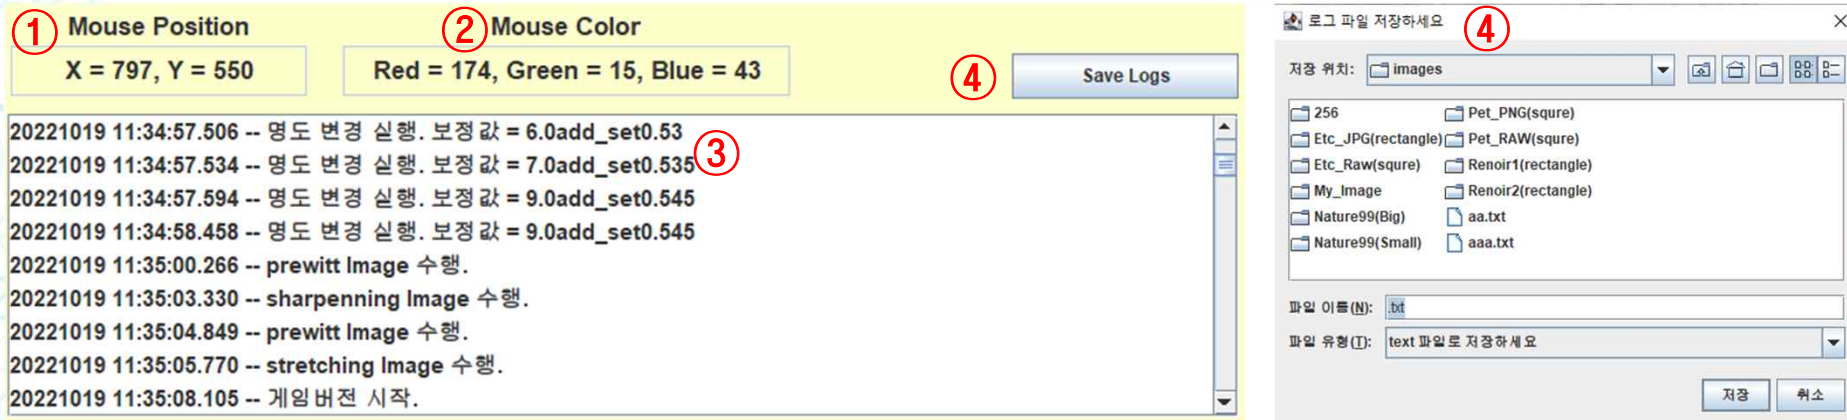 ① Mouse Position
② Mouse Color
X = 797, Y = 550
Red = 174, Green = 15, Blue = 43
④ Save Logs
20221019 11:34:57.506 -- 명도 변경 실행. 보정값 = 6.0add_set0.53
③
20221019 11:34:57.534 -- 명도 변경 실행. 보정값 = 7.0add_set0.535
20221019 11:34:57.594 -- 명도 변경 실행. 보정값 = 9.0add_set0.545
20221019 11:34:58.458 -- 명도 변경 실행. 보정값 = 9.0add_set0.545
20221019 11:35:00.266 -- prewitt Image 수행.
20221019 11:35:03.330 -- sharpenning Image 수행.
20221019 11:35:04.849 -- prewitt Image 수행.
20221019 11:35:05.770 -- stretching Image 수행.
20221019 11:35:08.105 -- 게임버전 시작.
로그 파일 저장하세요
④
저장 위치: images
256
Etc_JPG(rectangle)
Etc_Raw(squre)
My_Image
Nature99(Big)
Nature99(Small)
Pet_PNG(squre)
Pet_RAW(squre)
Renoir1(rectangle)
Renoir2(rectangle)
aa.txt
aaa.txt
파일 이름(N): .txt
파일 유형(T): text 파일로 저장하세요
저장
취소